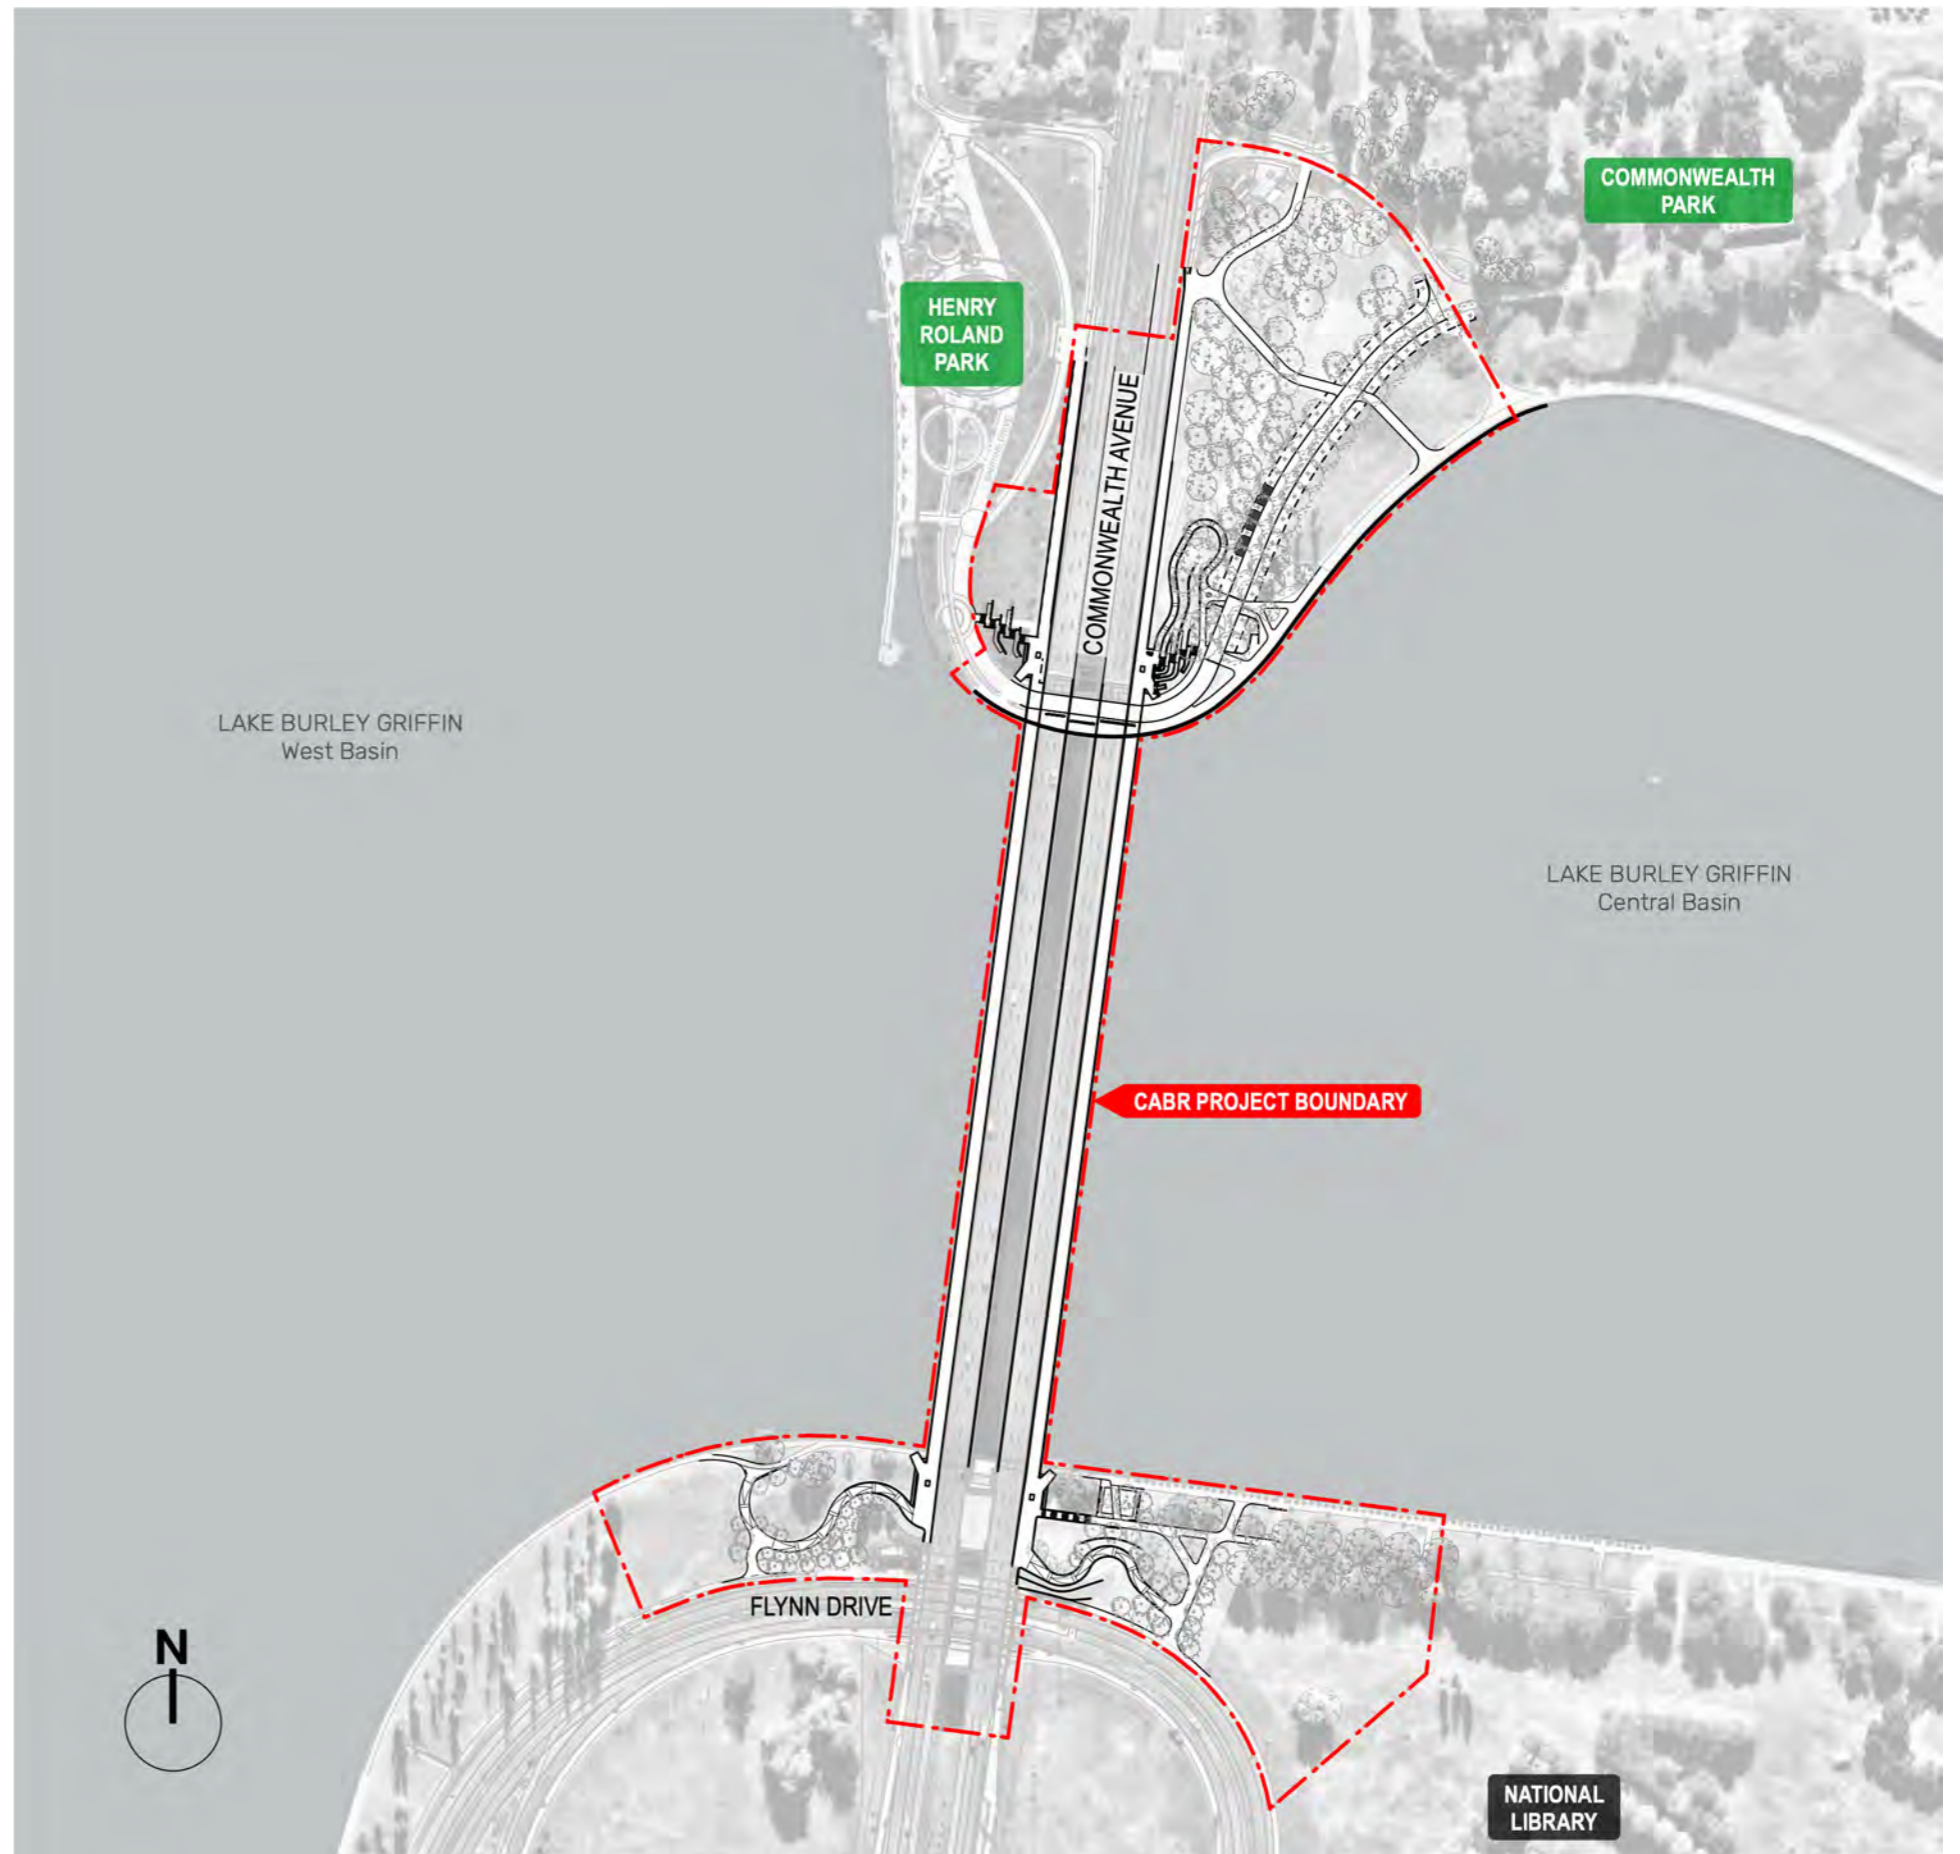 COMMONWEALTH
PARK
HENRY
ROLAND
PARK
COMMONWEALTH AVENUE
LAKE BURLEY GRIFFIN
West Basin
LAKE BURLEY GRIFFIN
Central Basin
CABR PROJECT BOUNDARY
FLYNN DRIVE
N
NATIONAL
LIBRARY